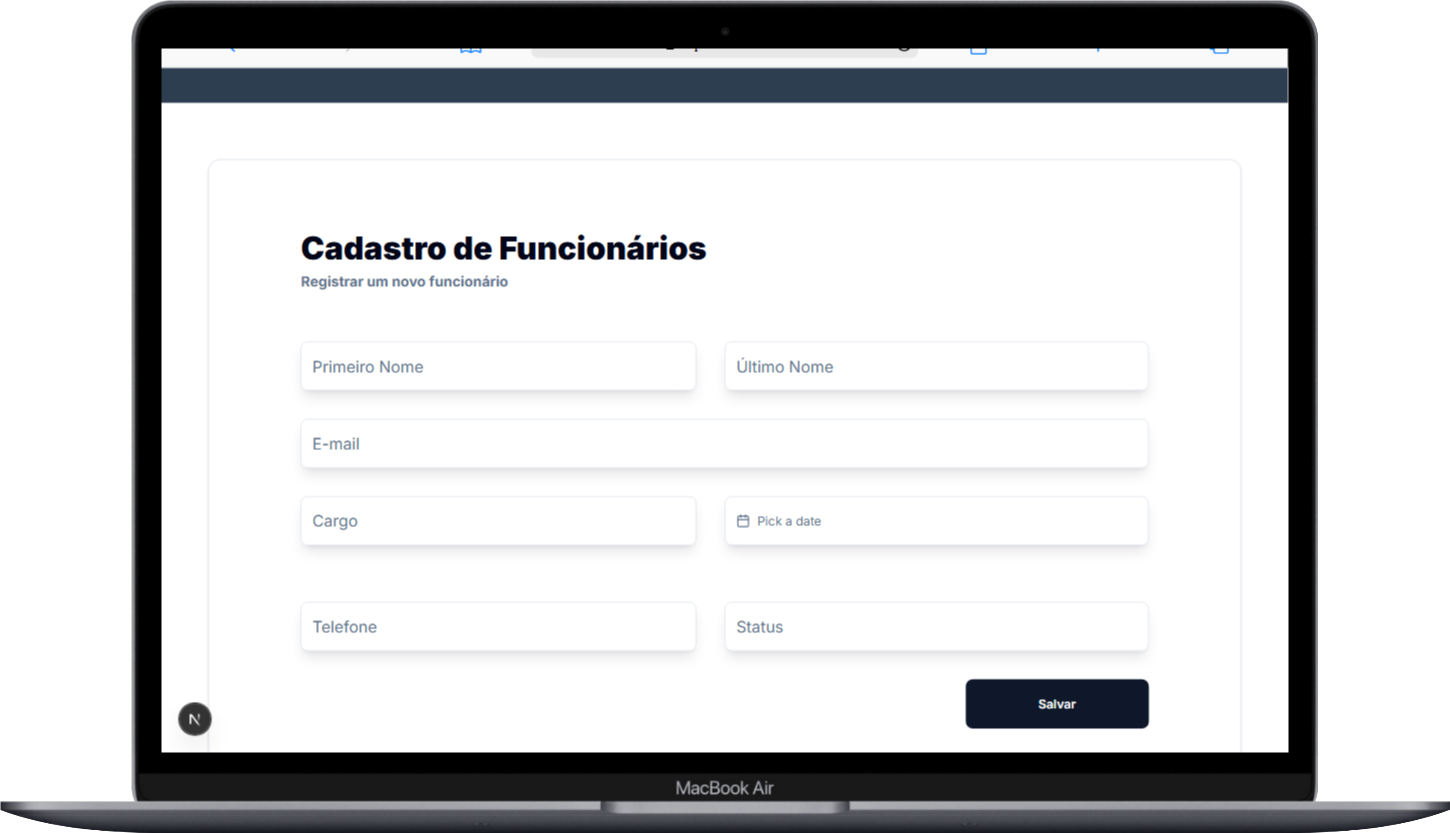 Cadastro de Funcionários
Registrar um novo funcionário
Primeiro Nome
Último Nome
E-mail
Cargo
Pick a date
Telefone
Status
Salvar
N
MacBook Air